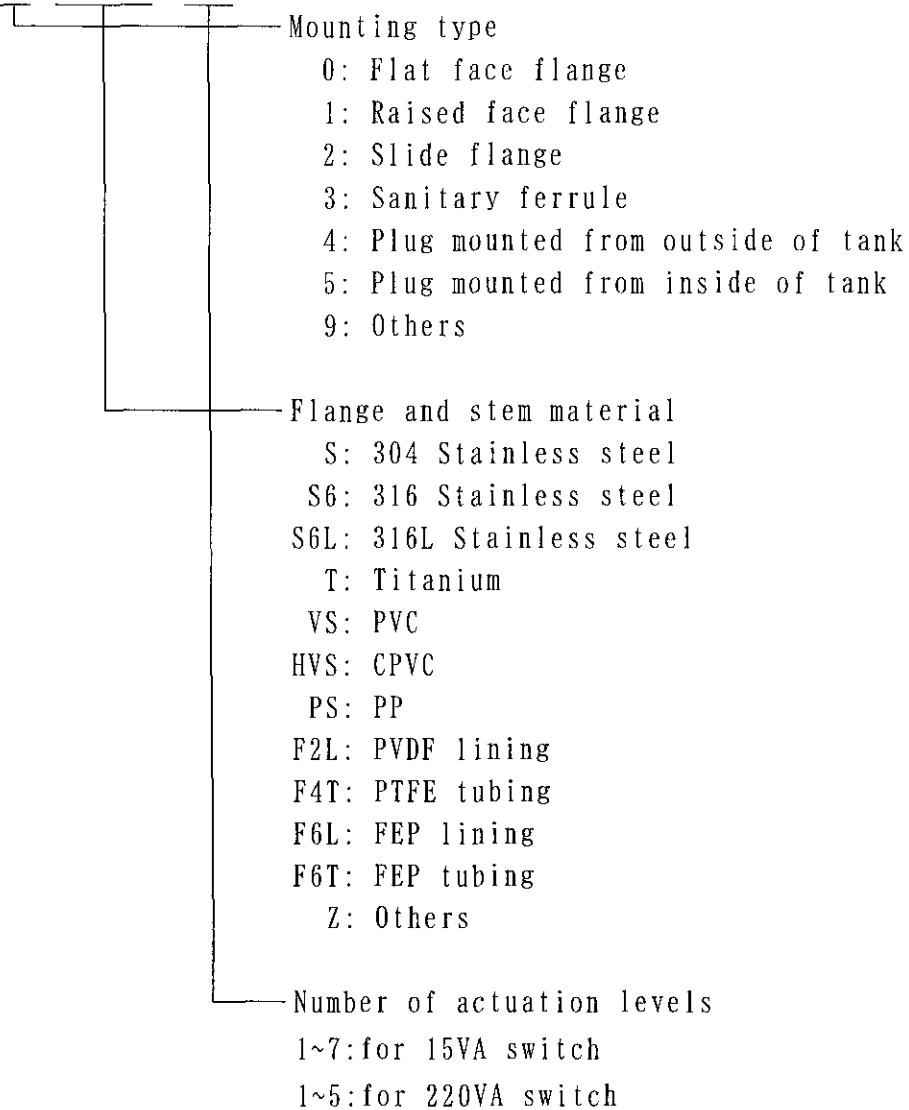 Mounting type
0: Flat face flange
1: Raised face flange
2: Slide flange
3: Sanitary ferrule
4: Plug mounted from outside of tank
5: Plug mounted from inside of tank
9: Others
Flange and stem material
S: 304 Stainless steel
S6: 316 Stainless steel
S6L: 316L Stainless steel
T: Titanium
VS: PVC
HVS: CPVC
PS: PP
F2L: PVDF lining
F4T: PTFE tubing
F6L: FEP lining
F6T: FEP tubing
Z: Others
Number of actuation levels
1~7:for 15VA switch
1~5:for 220VA switch